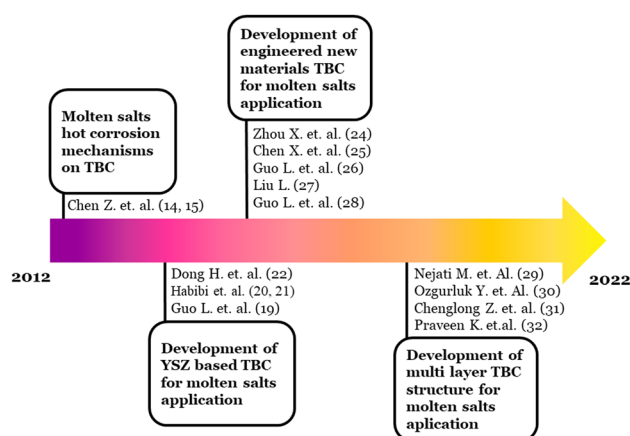 Development of
engineered new
materials TBC
for molten salts
application
Molten salts
hot corrosion
mechanisms
on TBC
Zhou X. et. al. (24)
Chen X. et. al. (25)
Guo L. et. al. (26)
Liu L. (27)
Guo L. et. al. (28)
Chen Z. et. al. (14, 15)
2012
2022
Dong H. et. al. (22)
Habibi et. al. (20, 21)
Guo L. et. al. (19)
Nejati M. et. Al. (29)
Ozgurluk Y. et. Al. (30)
Chenglong Z. et. al. (31)
Praveen K. et.al. (32)
Development of
YSZ based TBC
for molten salts
application
Development of
multi layer TBC
structure for
molten salts
aplication